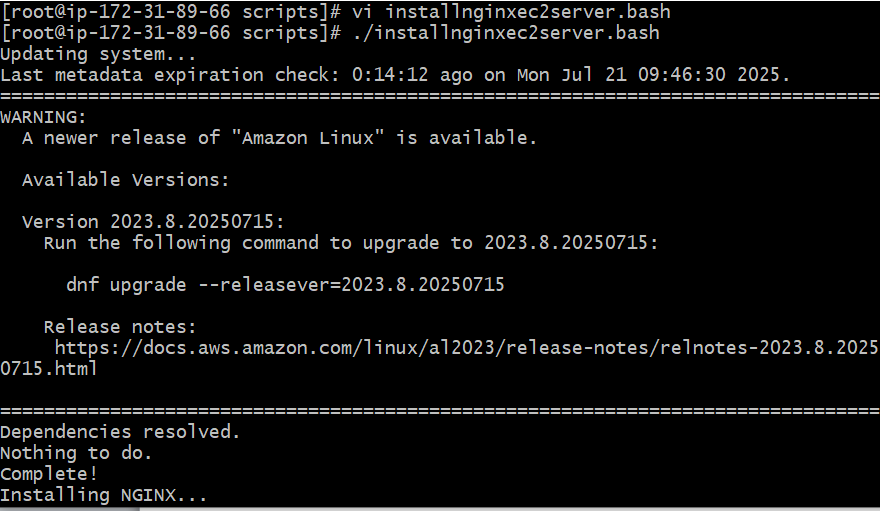 [root@ip-172-31-89-66 scripts]# vi installnginxec2server.bash
[root@ip-172-31-89-66 scripts]# ./installnginxec2server.bash
Updating system...
Last metadata expiration check: 0:14:12 ago on Mon Jul 21 09:46:30 2025.
================================================================================
WARNING:
  A newer release of "Amazon Linux" is available.

  Available Versions:

  Version 2023.8.20250715:
    Run the following command to upgrade to 2023.8.20250715:

      dnf upgrade --releasever=2023.8.20250715

    Release notes:
     https://docs.aws.amazon.com/linux/al2023/release-notes/relnotes-2023.8.2025
0715.html

================================================================================
Dependencies resolved.
Nothing to do.
Complete!
Installing NGINX...